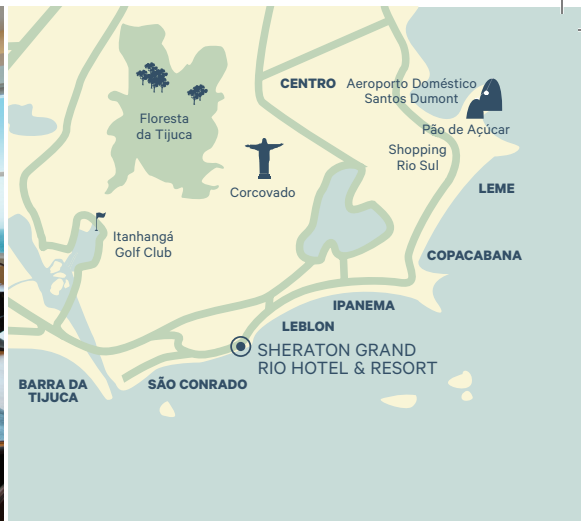 CENTRO
Aeroporto Doméstico
Santos Dumont
Floresta
da Tijuca
Pão de Açúcar
Shopping
Rio Sul
Corcovado
LEME
Itanhangá
Golf Club
COPACABANA
IPANEMA
LEBLON
SHERATON GRAND
RIO HOTEL & RESORT
BARRA DA
TIJUCA
SÃO CONRADO